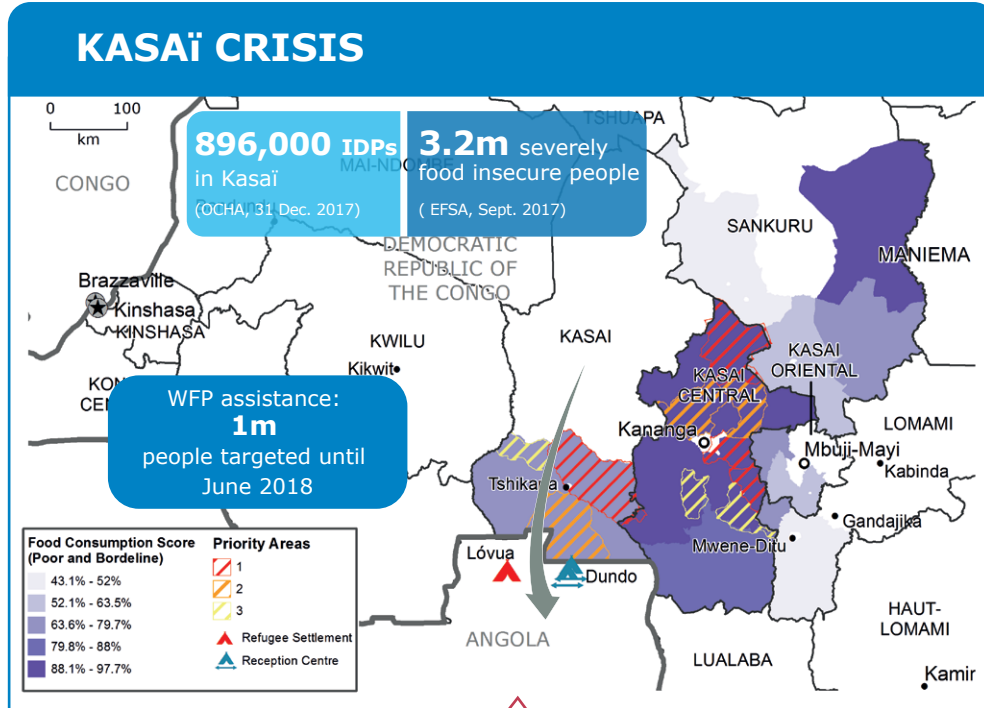 KASAï CRISIS
0 100
km
CONGO
TSHUAPA
MAI-NDOMBE
896,000 IDPs
in Kasaï
(OCHA, 31 Dec. 2017)
3.2m severely
food insecure people
( EFSA, Sept. 2017)
SANKURU
MANIEMA
DEMOCRATIC
REPUBLIC OF
THE CONGO
Brazzaville
Kinshasa
KINSHASA
KWILU
Kikwit
KASAI
KASAI
ORIENTAL
KASAI
CENTRAL
Kananga
LOMAMI
Mbuji-Mayi
Kabinda
WFP assistance:
1m
people targeted until
June 2018
Gandajika
Mwene-Ditu
Food Consumption Score
(Poor and Bordeline)
43.1% - 52%
52.1% - 63.5%
63.6% - 79.7%
79.8% - 88%
88.1% - 97.7%
Priority Areas
1
2
3
Refugee Settlement
Reception Centre
Lóvua
Dundo
ANGOLA
HAUT-
LOMAMI
LUALABA